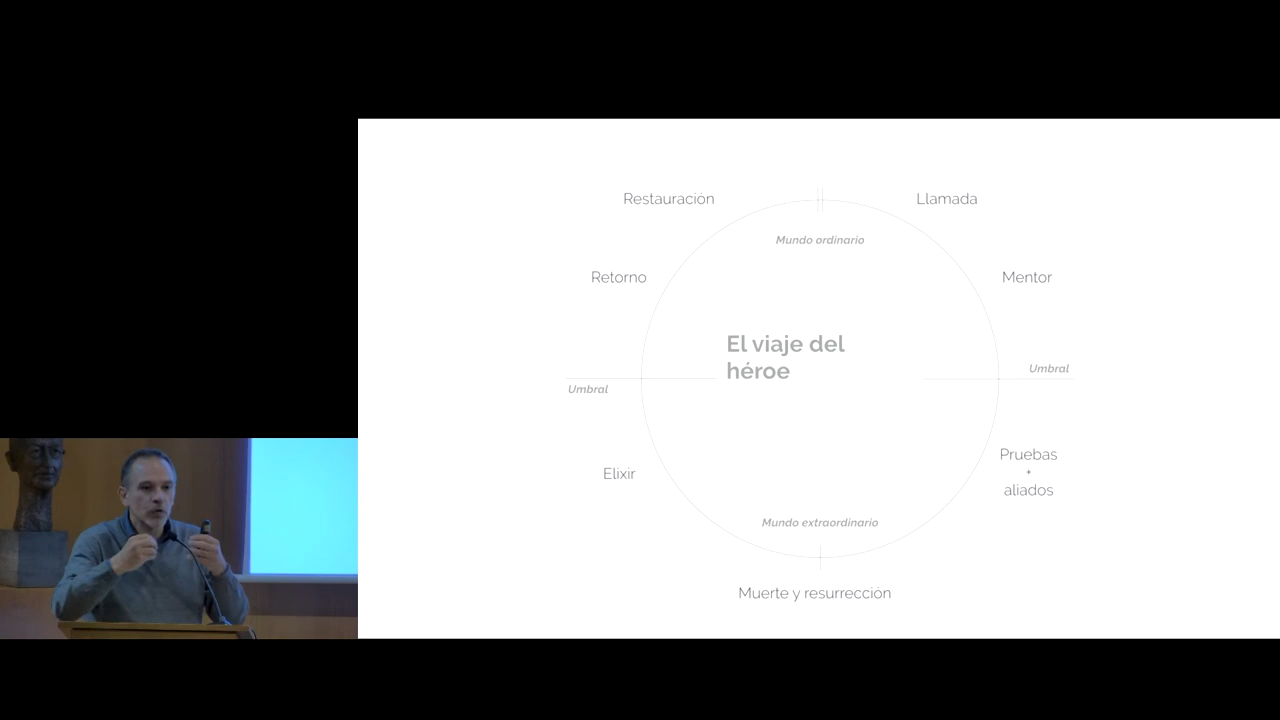 Restauración
Llamada
Mundo ordinario
Retorno
Mentor
El viaje del
héroe
Umbral
Umbral
Pruebas
+
aliados
Elixir
Mundo extraordinario
Muerte y resurrección